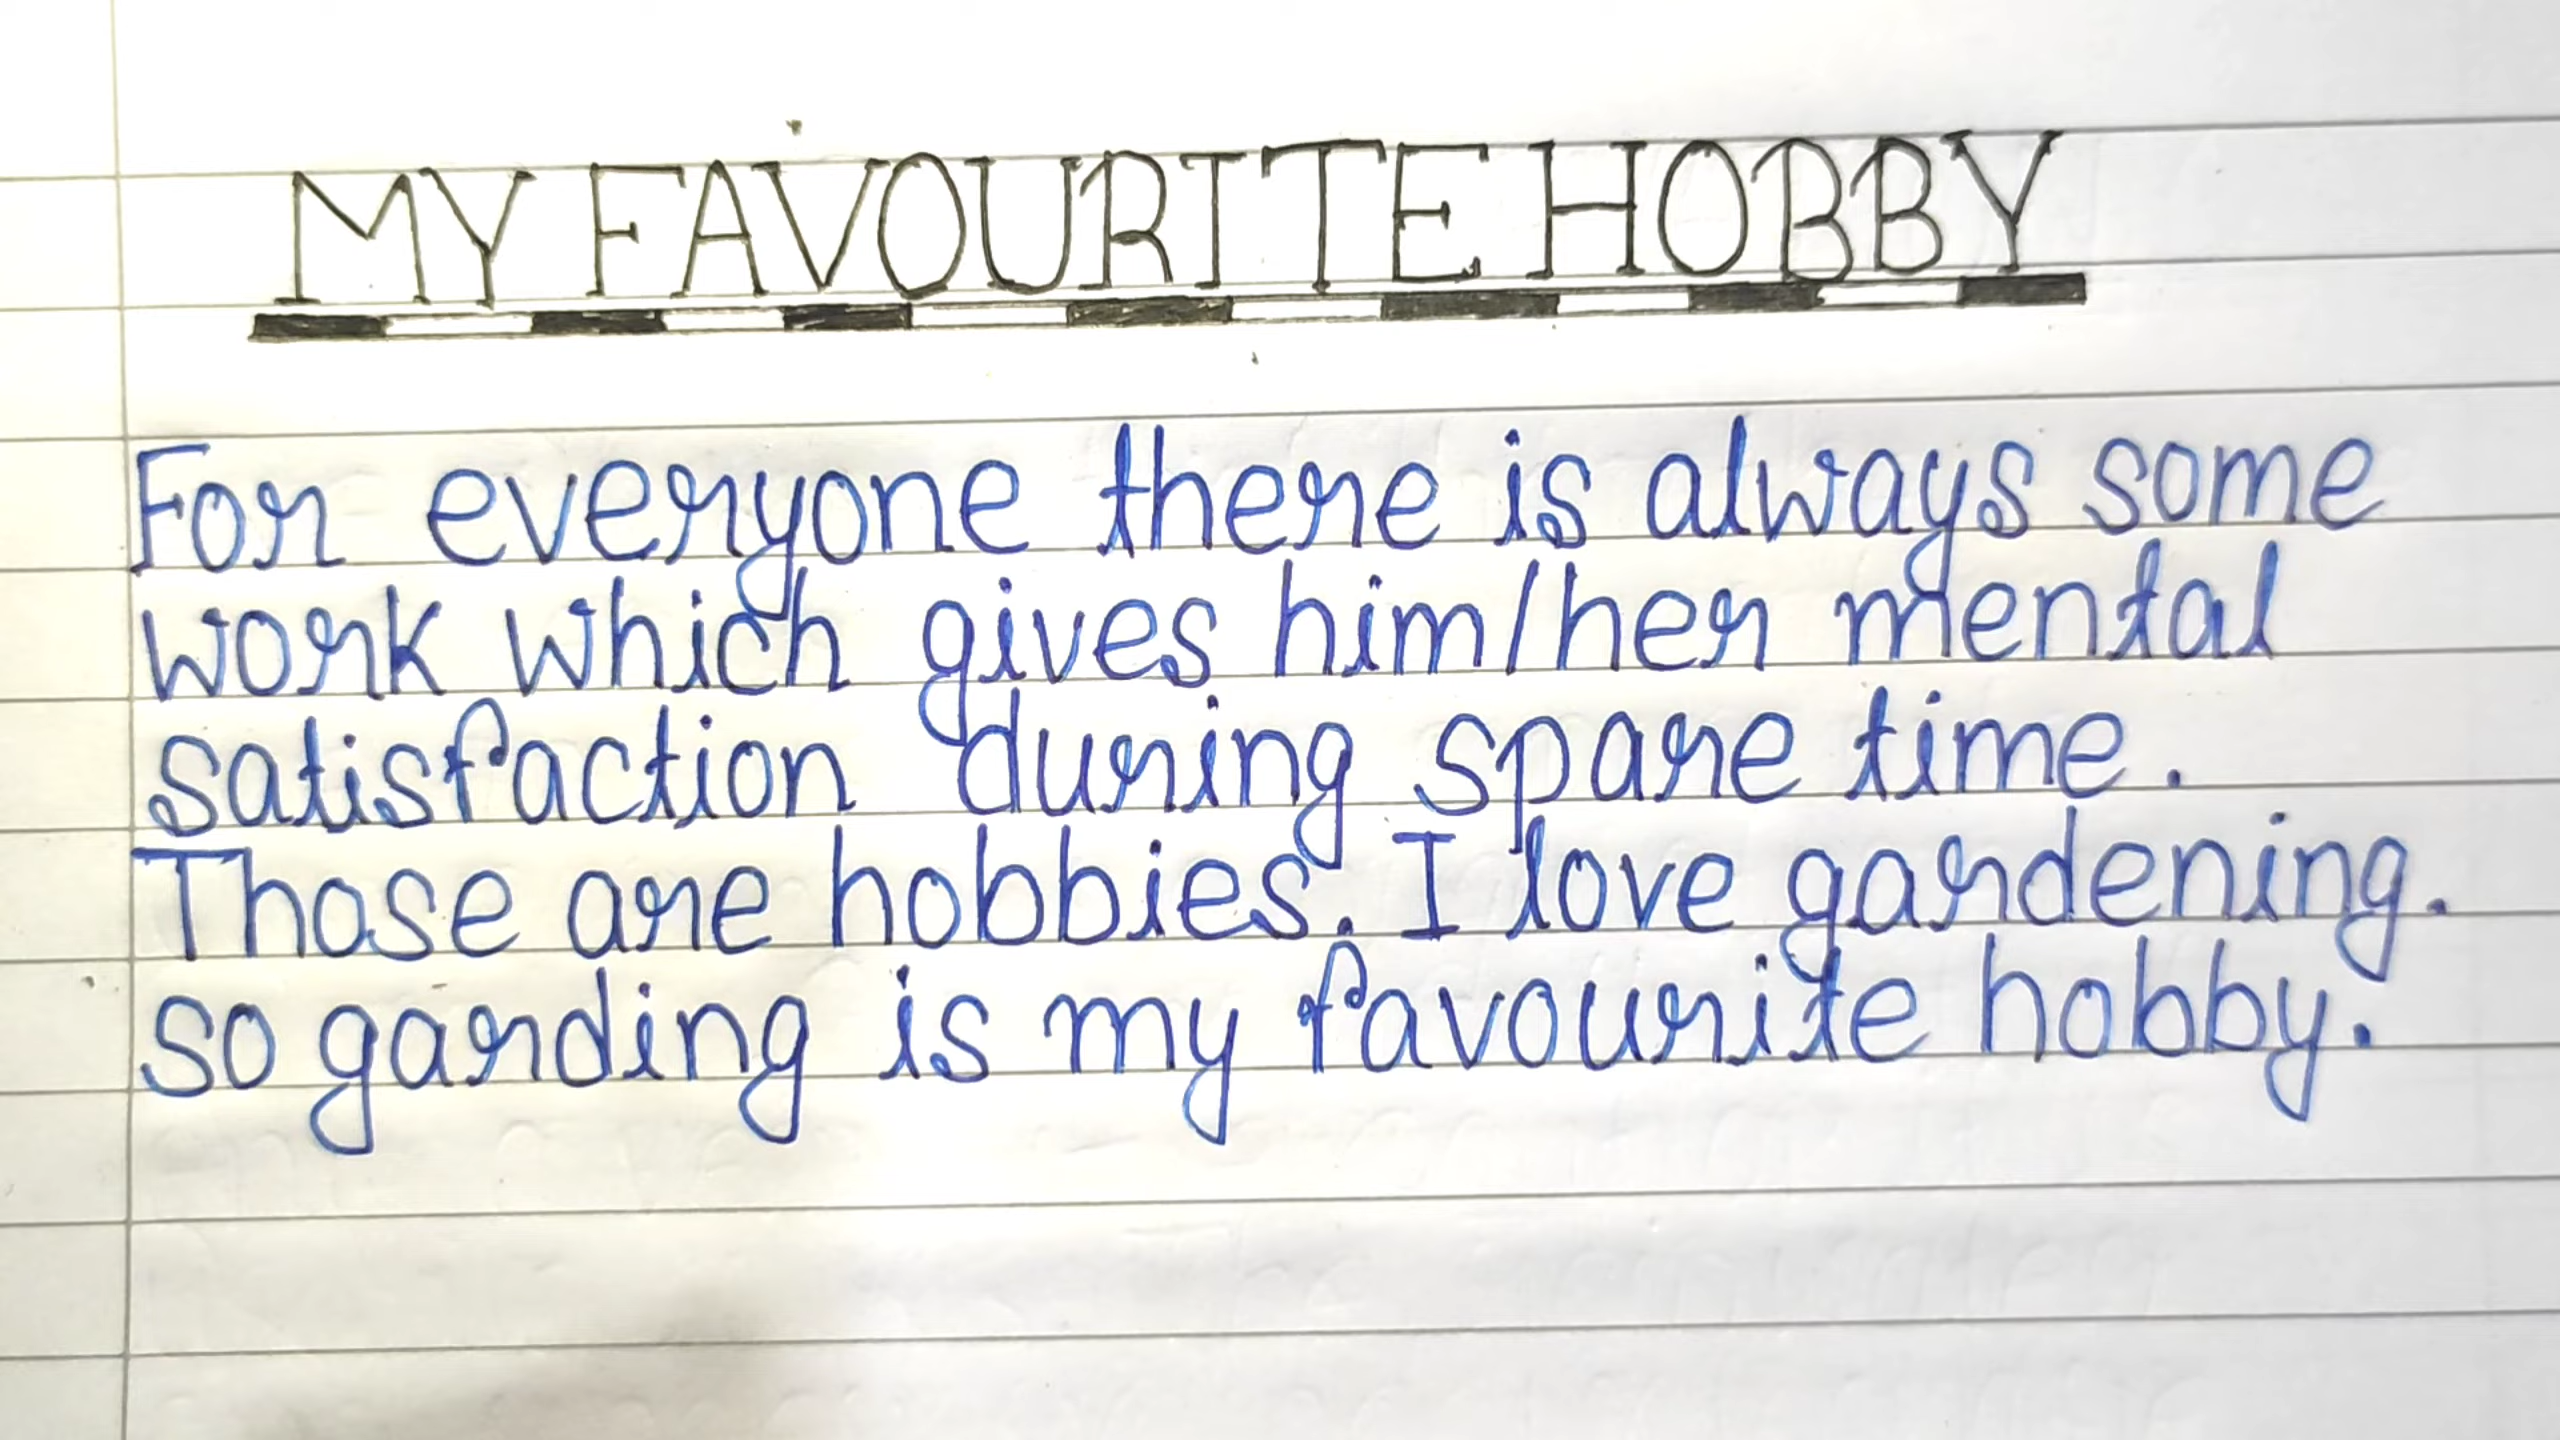 MY FAVOURITE HOBBY
For everyone there is always some
work which gives him/her mental
satisfaction during spare time.
Those are hobbies. I love gardening.
so garding is my favourite hobby.